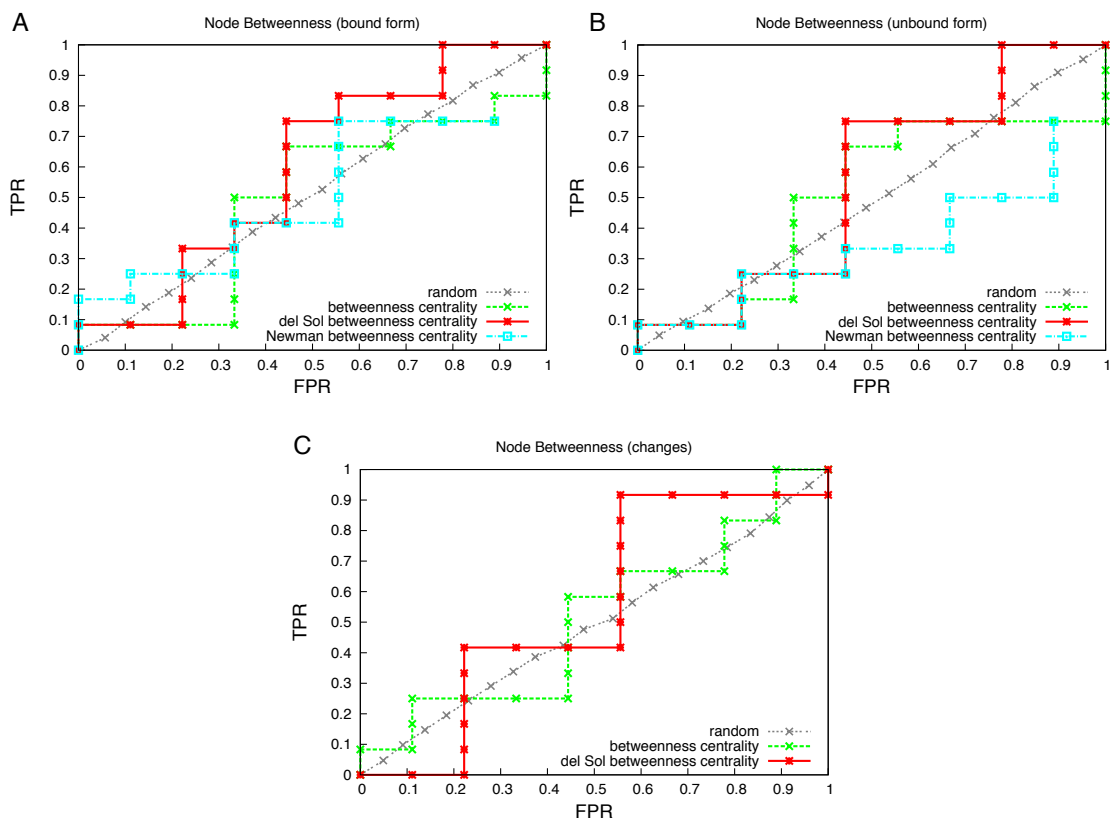 A
Node Betweenness (bound form)
1
0.9
0.8
0.7
0.6
0.5
0.4
0.3
0.2
0.1
0
TPR
random
betweenness centrality
del Sol betweenness centrality
Newman betweenness centrality
0 0.1 0.2 0.3 0.4 0.5 0.6 0.7 0.8 0.9 1
FPR
B
Node Betweenness (unbound form)
1
0.9
0.8
0.7
0.6
0.5
0.4
0.3
0.2
0.1
0
TPR
random
betweenness centrality
del Sol betweenness centrality
Newman betweenness centrality
0 0.1 0.2 0.3 0.4 0.5 0.6 0.7 0.8 0.9 1
FPR
C
Node Betweenness (changes)
1
0.9
0.8
0.7
0.6
0.5
0.4
0.3
0.2
0.1
0
TPR
random
betweenness centrality
del Sol betweenness centrality
0 0.1 0.2 0.3 0.4 0.5 0.6 0.7 0.8 0.9 1
FPR